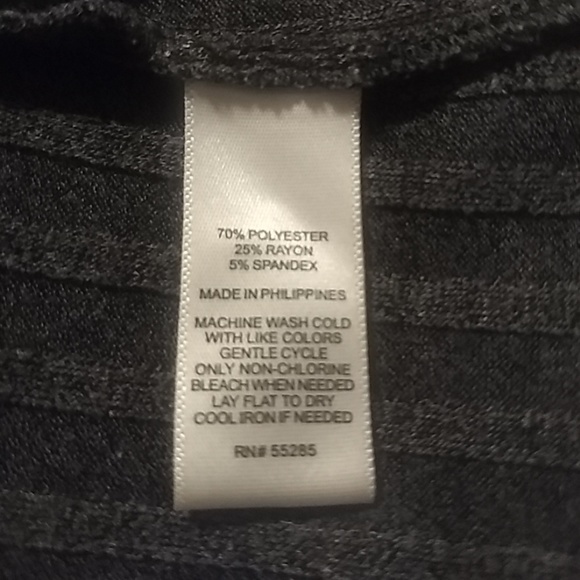 70% POLYESTER
25% RAYON
5% SPANDEX
MADE IN PHILIPPINES
MACHINE WASH COLD
WITH LIKE COLORS
GENTLE CYCLE
ONLY NON-CHLORINE
BLEACH WHEN NEEDED
LAY FLAT TO DRY
COOL IRON IF NEEDED
RN# 55285